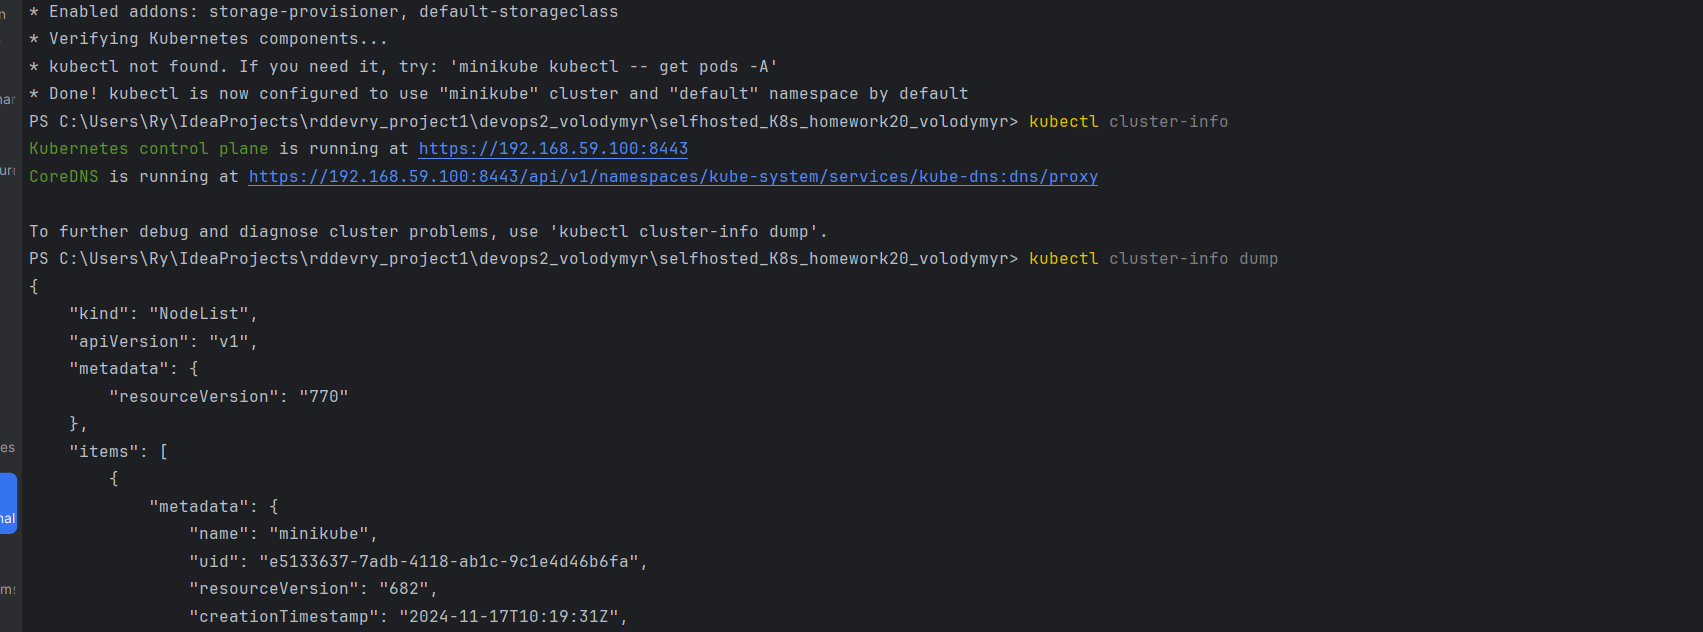 * Enabled addons: storage-provisioner, default-storageclass
* Verifying Kubernetes components...
* kubectl not found. If you need it, try: 'minikube kubectl -- get pods -A'
* Done! kubectl is now configured to use "minikube" cluster and "default" namespace by default
PS C:\Users\Ry\IdeaProjects\rddevry_project1\devops2_volodymyr\selfhosted_K8s_homework20_volodymyr> kubectl cluster-info
Kubernetes control plane is running at https://192.168.59.100:8443
CoreDNS is running at https://192.168.59.100:8443/api/v1/namespaces/kube-system/services/kube-dns:dns/proxy
To further debug and diagnose cluster problems, use 'kubectl cluster-info dump'.
PS C:\Users\Ry\IdeaProjects\rddevry_project1\devops2_volodymyr\selfhosted_K8s_homework20_volodymyr> kubectl cluster-info dump
{
    "kind": "NodeList",
    "apiVersion": "v1",
    "metadata": {
        "resourceVersion": "770"
    },
    "items": [
        {
            "metadata": {
                "name": "minikube",
                "uid": "e5133637-7adb-4118-ab1c-9c1e4d46b6fa",
                "resourceVersion": "682",
                "creationTimestamp": "2024-11-17T10:19:31Z",